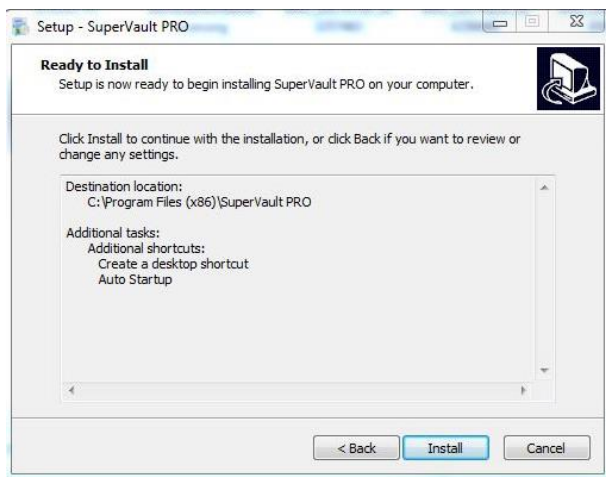 Setup - SuperVault PRO
Ready to Install
Setup is now ready to begin installing SuperVault PRO on your computer.
Click Install to continue with the installation, or click Back if you want to review or
change any settings.
Destination location:
C:\Program Files (x86)\SuperVault PRO
Additional tasks:
Additional shortcuts:
Create a desktop shortcut
Auto Startup
< Back
Install
Cancel